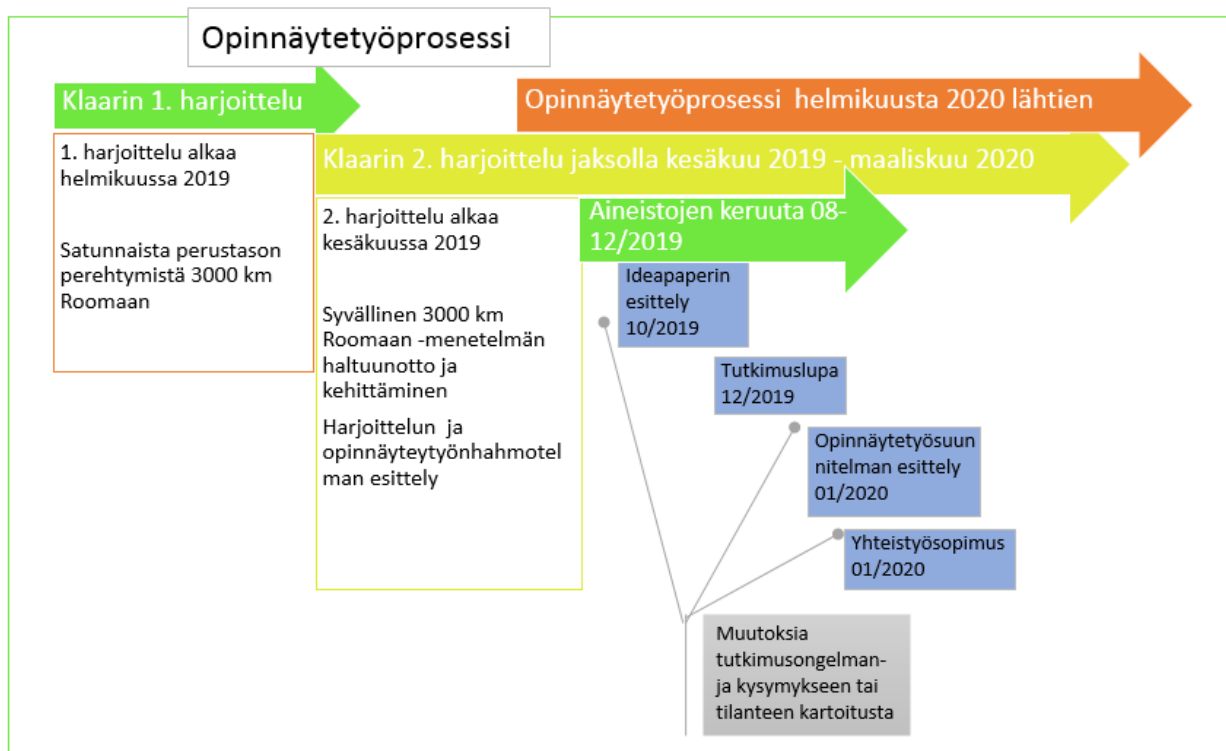 Opinnäytetyöprosessi
Klaarin 1. harjoittelu
Opinnäytetyöprosessi helmikuusta 2020 lähtien
1. harjoittelu alkaa
helmikuussa 2019
Satunnaista perustason
perehtymistä 3000 km
Roomaan
Klaarin 2. harjoittelu jaksolla kesäkuu 2019 - maaliskuu 2020
2. harjoittelu alkaa
kesäkuussa 2019
Syvällinen 3000 km
Roomaan -menetelmän
haltuunotto ja
kehittäminen
Harjoittelun ja
opinnäyteytyönhahmotel
man esittely
Aineistojen keruuta 08-
12/2019
Ideapaperin
esittely
10/2019
Tutkimuslupa
12/2019
Opinnäytetyösuun
nitelman esittely
01/2020
Yhteistyösopimus
01/2020
Muutoksia
tutkimusongelman-
ja kysymykseen tai
tilanteen kartoitusta